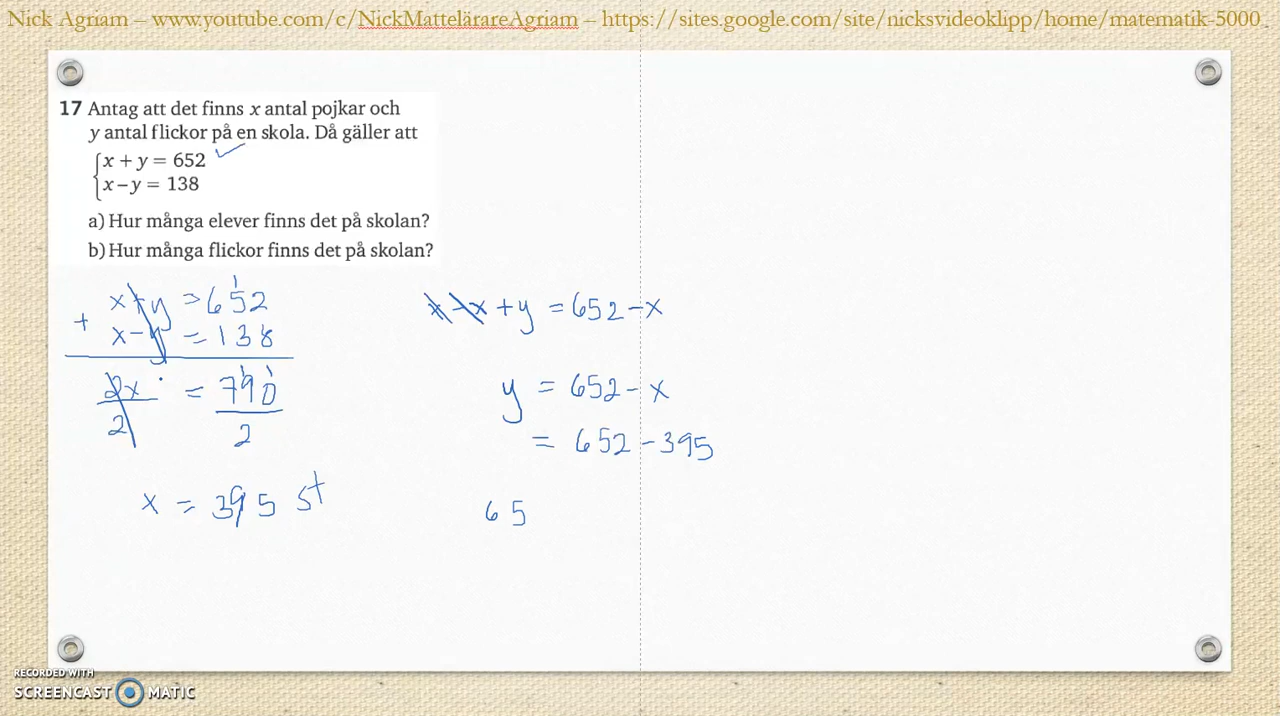 Nick Agriam – www.youtube.com/c/NickMattelärareAgriam – https://sites.google.com/site/nicksvideoklipp/home/matematik-5000
17 Antag att det finns x antal pojkar och
y antal flickor på en skola. Då gäller att
x + y = 652
x – y = 138
a) Hur många elever finns det på skolan?
b) Hur många flickor finns det på skolan?
x + y = 652
+ x - y = 138
2x = 790
2 2
x = 395 st
x - x + y = 652 - x
y = 652 - x
= 652 - 395
65
RECORDED WITH
SCREENCAST MATIC